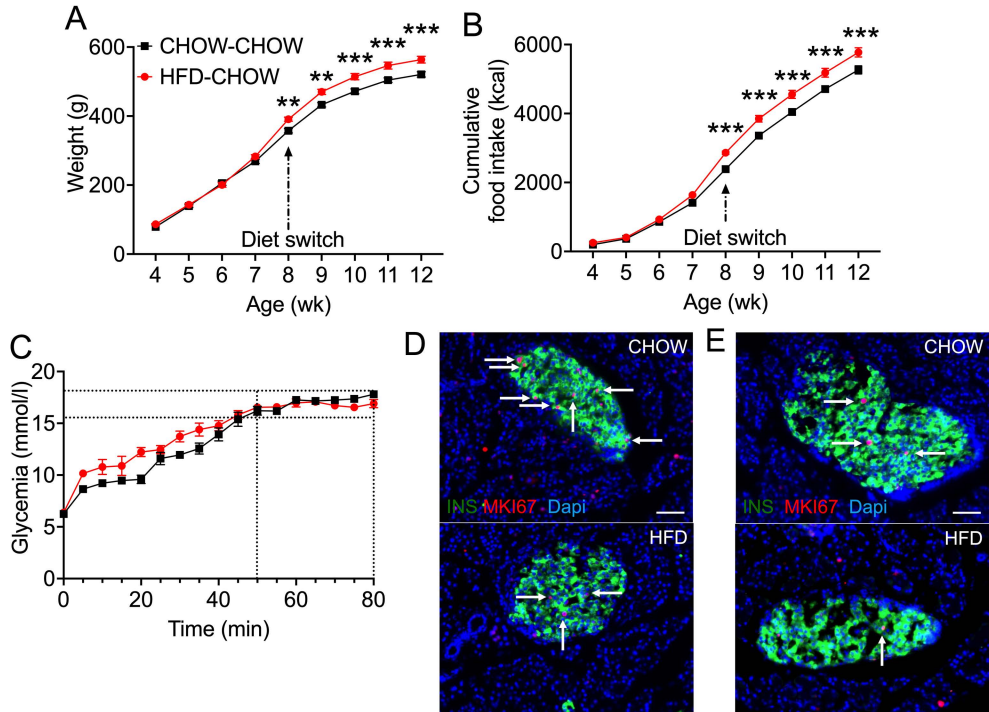 A
Weight (g)
600
400
200
0
CHOW-CHOW
HFD-CHOW
** ** *** *** ***
Diet switch
4 5 6 7 8 9 10 11 12
Age (wk)
B
Cumulative
food intake (kcal)
6000
4000
2000
0
*** *** *** *** ***
Diet switch
4 5 6 7 8 9 10 11 12
Age (wk)
C
Glycemia (mmol/l)
20
15
10
5
0
0 20 40 60 80
Time (min)
D
CHOW
INS MKI67 Dapi
HFD
E
CHOW
HFD